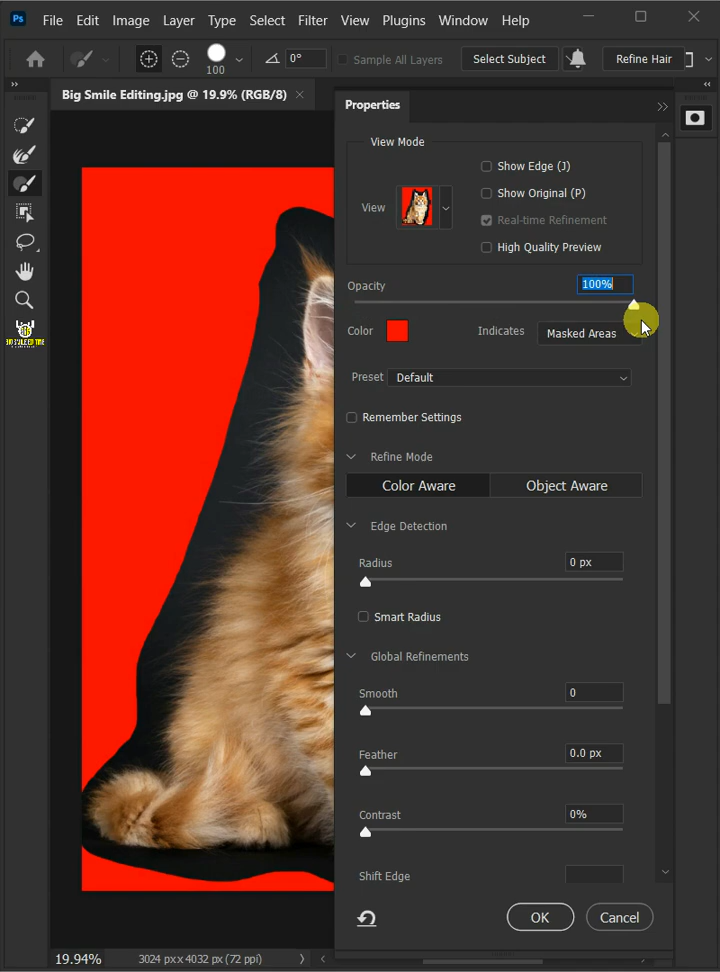 Ps File Edit Image Layer Type Select Filter View Plugins Window Help
100 0° Sample All Layers Select Subject Refine Hair
Big Smile Editing.jpg @ 19.9% (RGB/8)
Properties
View Mode
Show Edge (J)
Show Original (P)
View
Real-time Refinement
High Quality Preview
Opacity 100%
Color Indicates Masked Areas
Preset Default
Remember Settings
Refine Mode
Color Aware Object Aware
Edge Detection
Radius 0 px
Smart Radius
Global Refinements
Smooth 0
Feather 0.0 px
Contrast 0%
Shift Edge
OK Cancel
19.94% 3024 px x 4032 px (72 ppi)